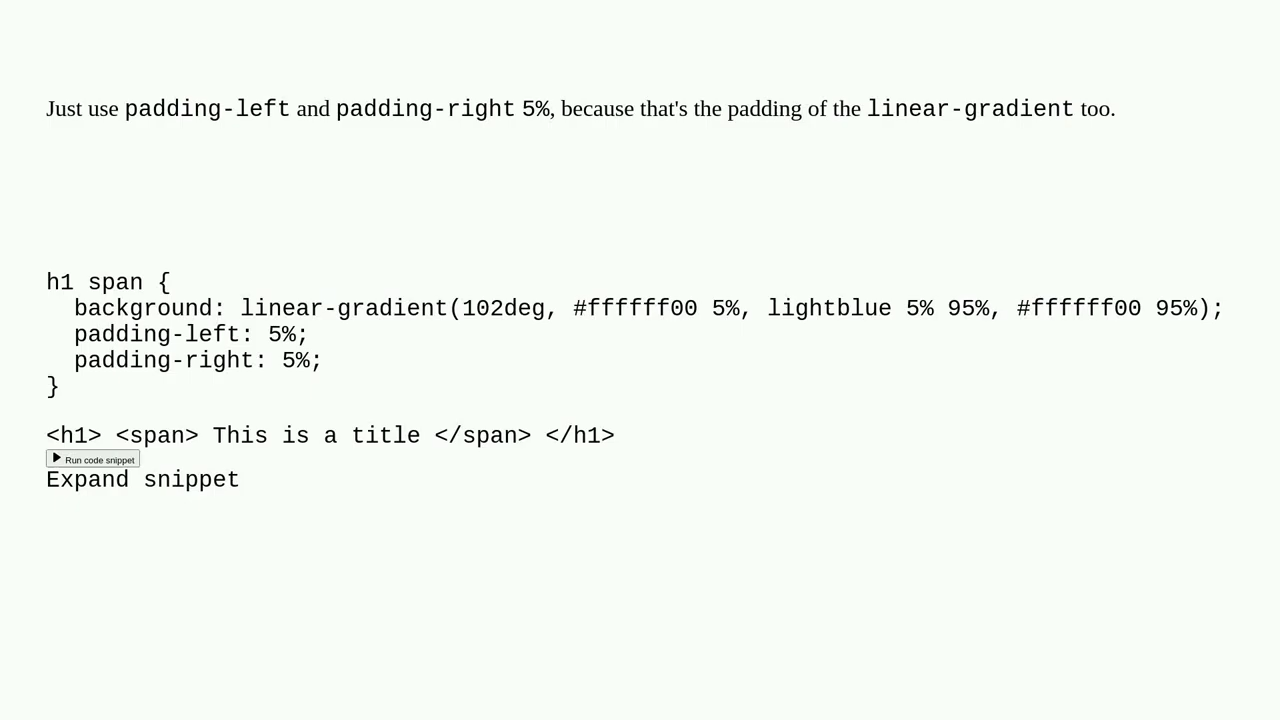 Just use padding-left and padding-right 5%, because that's the padding of the linear-gradient too.
h1 span {
  background: linear-gradient(102deg, #ffffff00 5%, lightblue 5% 95%, #ffffff00 95%);
  padding-left: 5%;
  padding-right: 5%;
}
<h1> <span> This is a title </span> </h1>
Run code snippet
Expand snippet